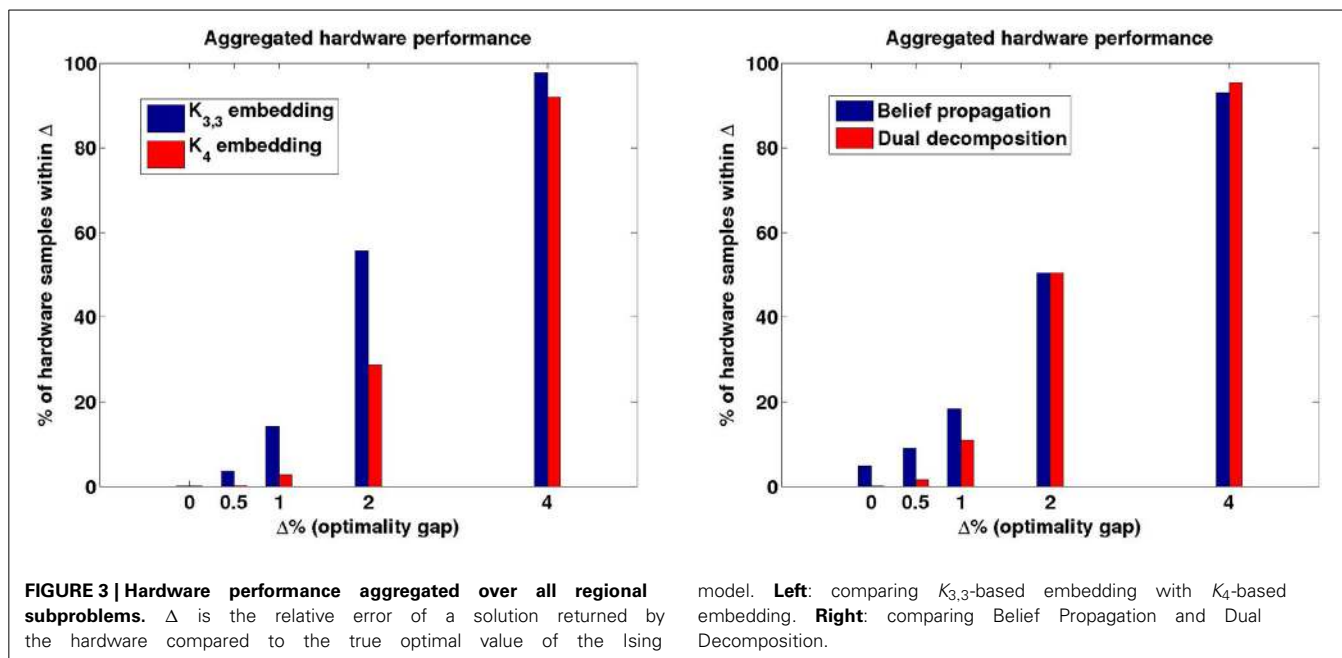 Aggregated hardware performance
% of hardware samples within Δ
100
80
60
40
20
0
K3,3 embedding
K4 embedding
0 0.5 1 2 4
Δ% (optimality gap)
Aggregated hardware performance
% of hardware samples within Δ
100
80
60
40
20
0
Belief propagation
Dual decomposition
0 0.5 1 2 4
Δ% (optimality gap)
FIGURE 3 | Hardware performance aggregated over all regional
subproblems. Δ is the relative error of a solution returned by
the hardware compared to the true optimal value of the Ising
model. Left: comparing K3,3-based embedding with K4-based
embedding. Right: comparing Belief Propagation and Dual
Decomposition.